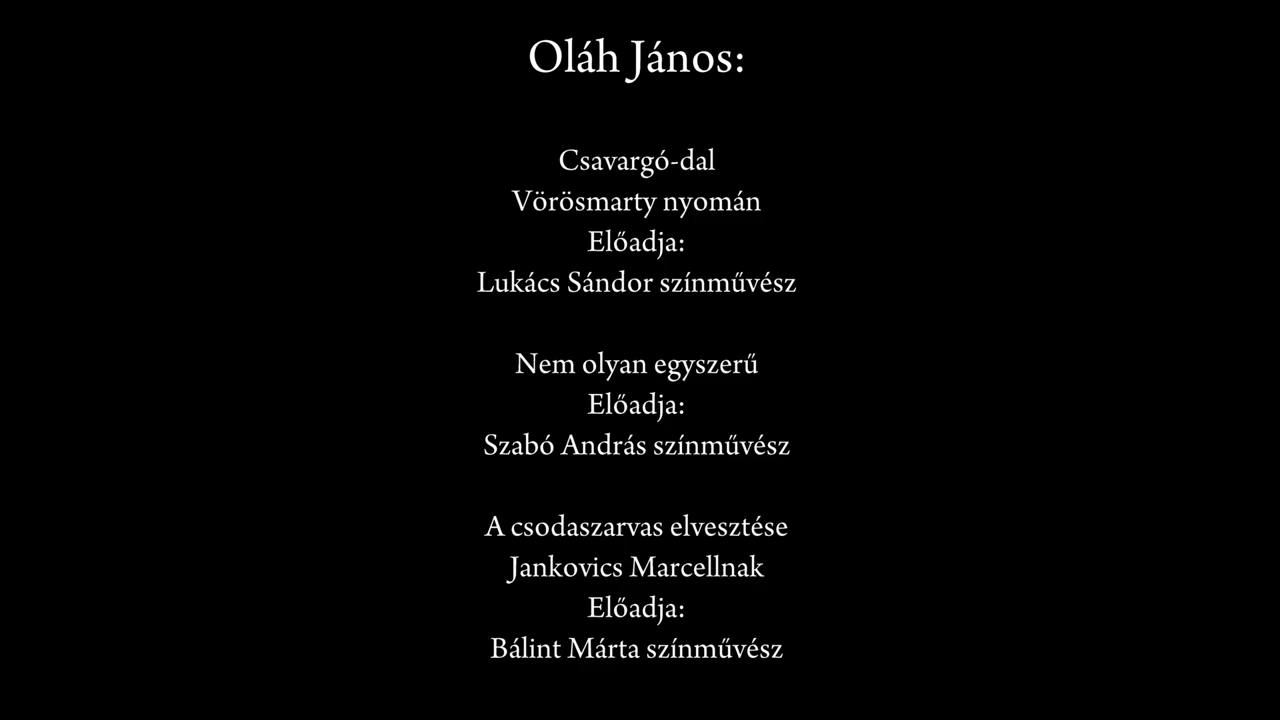 Oláh János:
Csavargó-dal
Vörösmarty nyomán
Előadja:
Lukács Sándor színművész
Nem olyan egyszerű
Előadja:
Szabó András színművész
A csodaszarvas elvesztése
Jankovics Marcellnak
Előadja:
Bálint Márta színművész